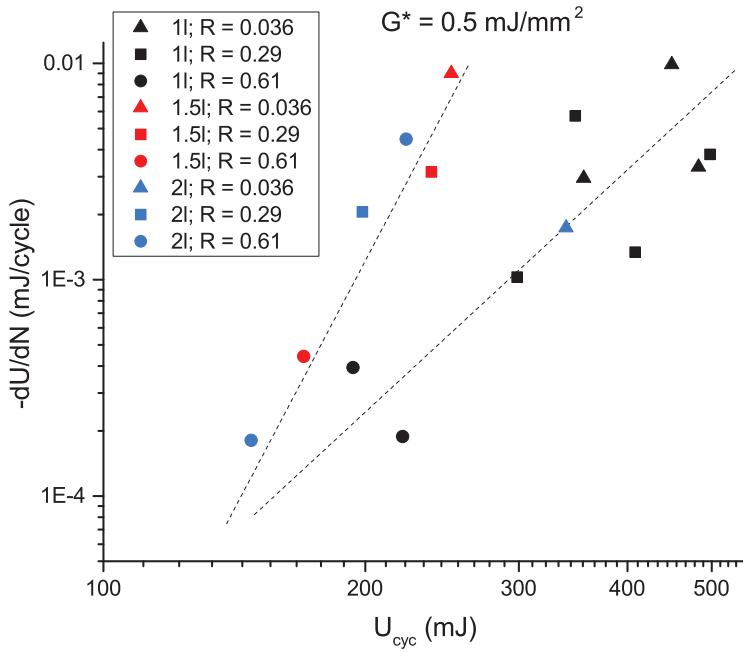 G* = 0.5 mJ/mm²
1l; R = 0.036
1l; R = 0.29
1l; R = 0.61
1.5l; R = 0.036
1.5l; R = 0.29
1.5l; R = 0.61
2l; R = 0.036
2l; R = 0.29
2l; R = 0.61
-dU/dN (mJ/cycle)
0.01
1E-3
1E-4
100
200
300
400
500
U_cyc (mJ)